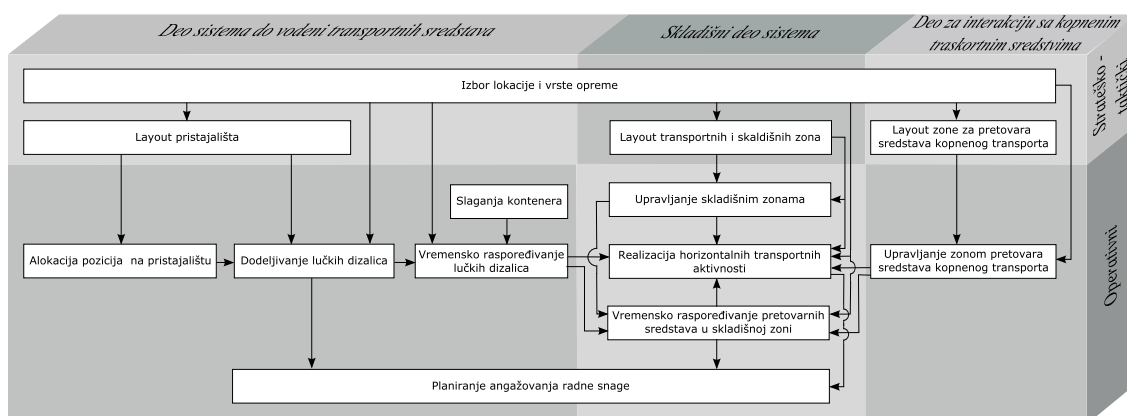 Deo sistema do vodeni transportnih sredstava
Skladišni deo sistema
Deo za interakciju sa kopnenim
traskortnim sredstvima
Izbor lokacije i vrste opreme
Strateško -
taktički
Layout pristajališta
Layout transportnih i skaldišnih zona
Layout zone za pretovara
sredstava kopnenog transporta
Slaganja kontenera
Upravljanje skladišnim zonama
Alokacija pozicija na pristajalištu
Dodeljivanje lučkih dizalica
Vremensko raspoređivanje
lučkih dizalica
Realizacija horizontalnih transportnih
aktivnosti
Upravljanje zonom pretovara
sredstava kopnenog transporta
Operativni
Vremensko raspoređivanje pretovarnih
sredstava u skladišnoj zoni
Planiranje angažovanja radne snage